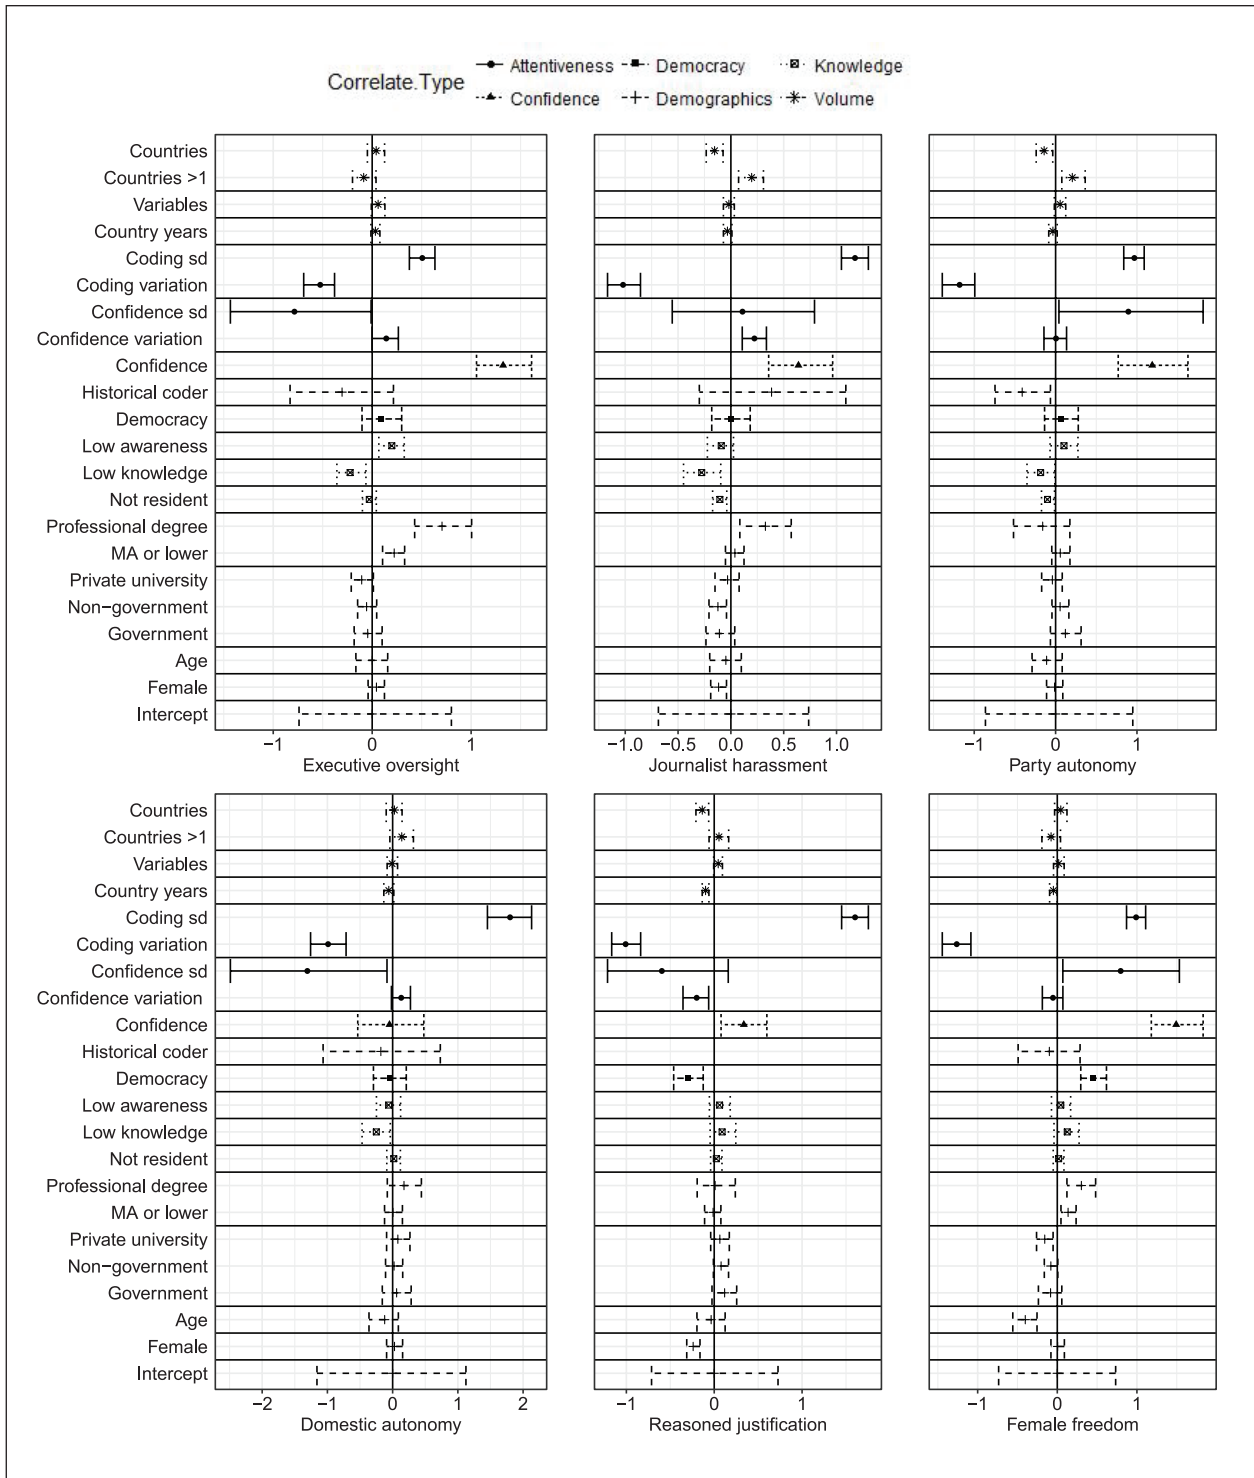 Correlate.Type
Attentiveness Democracy Knowledge
Confidence Demographics Volume
Countries
Countries >1
Variables
Country years
Coding sd
Coding variation
Confidence sd
Confidence variation
Confidence
Historical coder
Democracy
Low awareness
Low knowledge
Not resident
Professional degree
MA or lower
Private university
Non−government
Government
Age
Female
Intercept
−1 0 1 −1.0 −0.5 0.0 0.5 1.0 −1 0 1
Executive oversight Journalist harassment Party autonomy
Countries
Countries >1
Variables
Country years
Coding sd
Coding variation
Confidence sd
Confidence variation
Confidence
Historical coder
Democracy
Low awareness
Low knowledge
Not resident
Professional degree
MA or lower
Private university
Non−government
Government
Age
Female
Intercept
−2 −1 0 1 2 −1 0 1 −1 0 1
Domestic autonomy Reasoned justification Female freedom